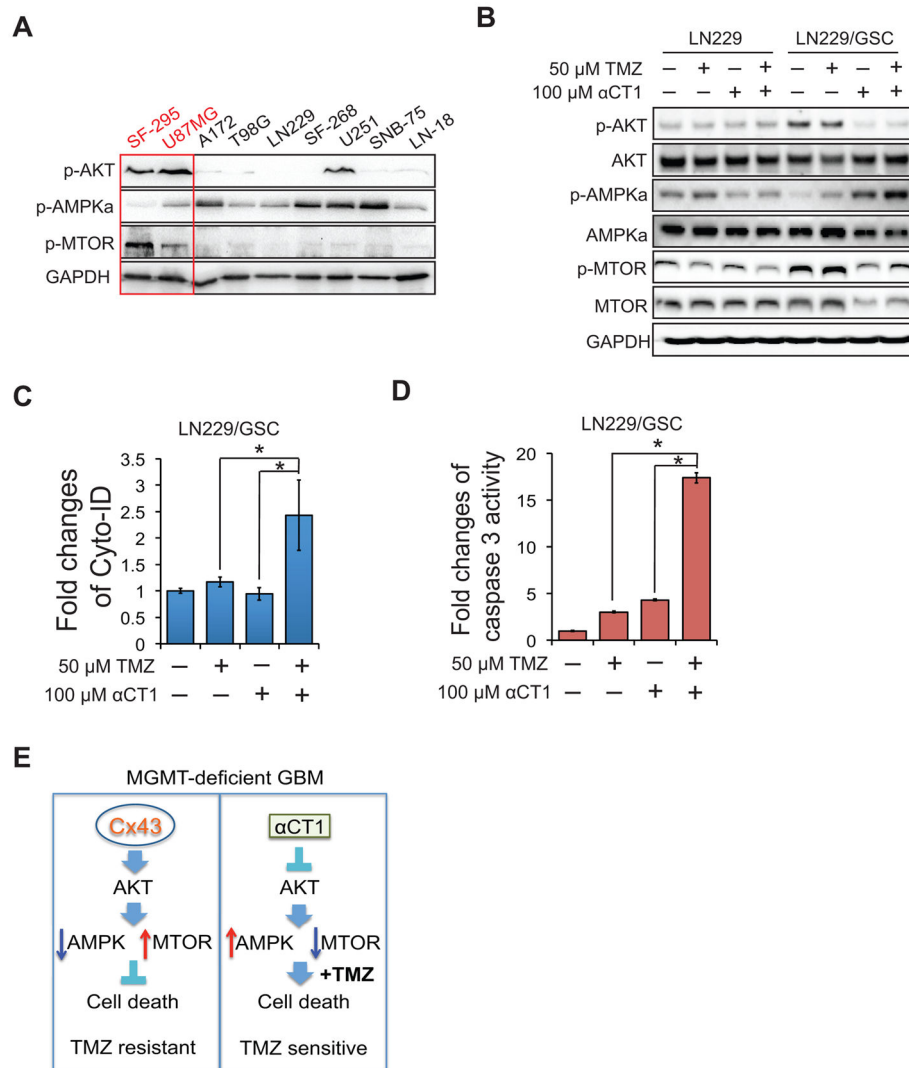 A
SF-295 U87MG A172 T98G LN229 SF-268 U251 SNB-75 LN-18
p-AKT
p-AMPKa
p-MTOR
GAPDH
B
LN229 LN229/GSC
50 µM TMZ − + − + − + − +
100 µM αCT1 − − + + − − + +
p-AKT
AKT
p-AMPKa
AMPKa
p-MTOR
MTOR
GAPDH
C
LN229/GSC
Fold changes
of Cyto-ID
3.5
3
2.5
2
1.5
1
0.5
0
*
*
50 µM TMZ − + − +
100 µM αCT1 − − + +
D
LN229/GSC
Fold changes of
caspase 3 activity
20
15
10
5
0
*
*
50 µM TMZ − + − +
100 µM αCT1 − − + +
E
MGMT-deficient GBM
Cx43
AKT
AMPK MTOR
Cell death
TMZ resistant
αCT1
AKT
AMPK MTOR
+TMZ
Cell death
TMZ sensitive